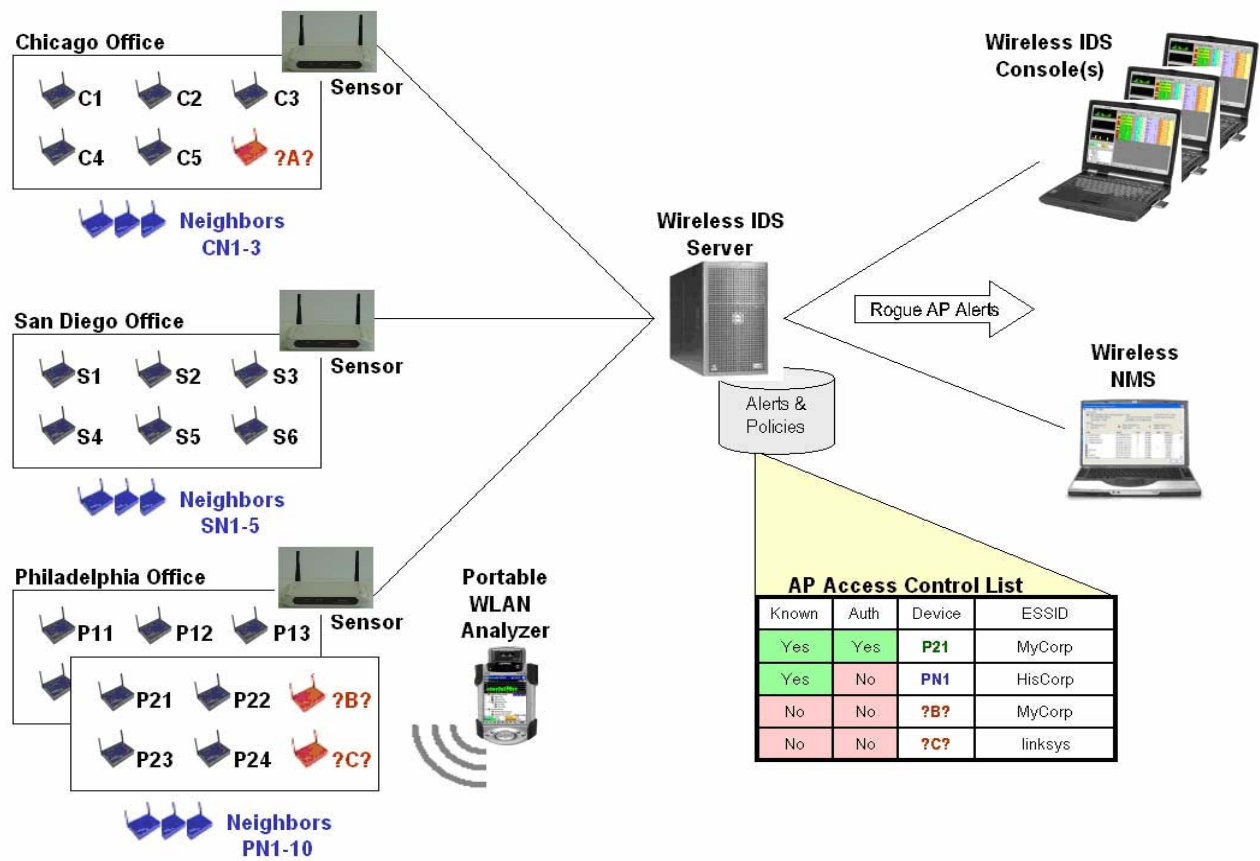 Chicago Office
Sensor
C1
C2
C3
C4
C5
?A?
Neighbors
CN1-3
San Diego Office
Sensor
S1
S2
S3
S4
S5
S6
Neighbors
SN1-5
Philadelphia Office
Sensor
P11
P12
P13
P21
P22
?B?
P23
P24
?C?
Neighbors
PN1-10
Portable
WLAN
Analyzer
Wireless IDS
Server
Alerts &
Policies
Wireless IDS
Console(s)
Rogue AP Alerts
Wireless
NMS
AP Access Control List
Known Auth Device ESSID
Yes Yes P21 MyCorp
Yes No PN1 HisCorp
No No ?B? MyCorp
No No ?C? linksys